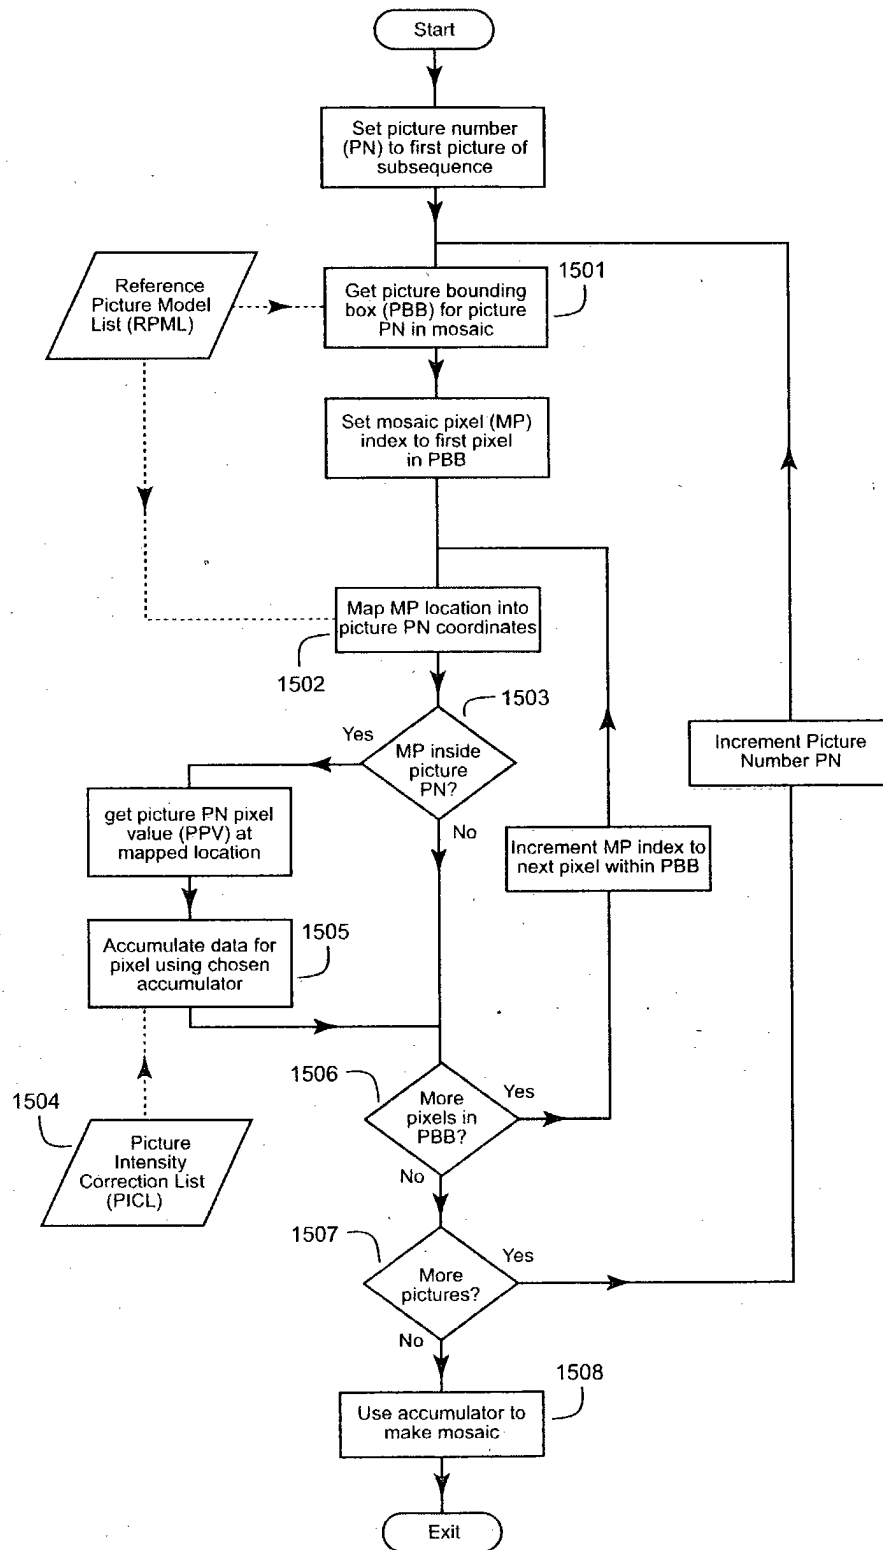 Start
Set picture number
(PN) to first picture of
subsequence
Reference
Picture Model
List (RPML)
1501
Get picture bounding
box (PBB) for picture
PN in mosaic
Set mosaic pixel (MP)
index to first pixel
in PBB
Map MP location into
picture PN coordinates
1502
1503
Yes
MP inside
picture
PN?
No
Increment Picture
Number PN
get picture PN pixel
value (PPV) at
mapped location
Increment MP index to
next pixel within PBB
1505
Accumulate data for
pixel using chosen
accumulator
1506
More
pixels in
PBB?
Yes
No
1504
Picture
Intensity
Correction List
(PICL)
1507
More
pictures?
Yes
No
1508
Use accumulator to
make mosaic
Exit